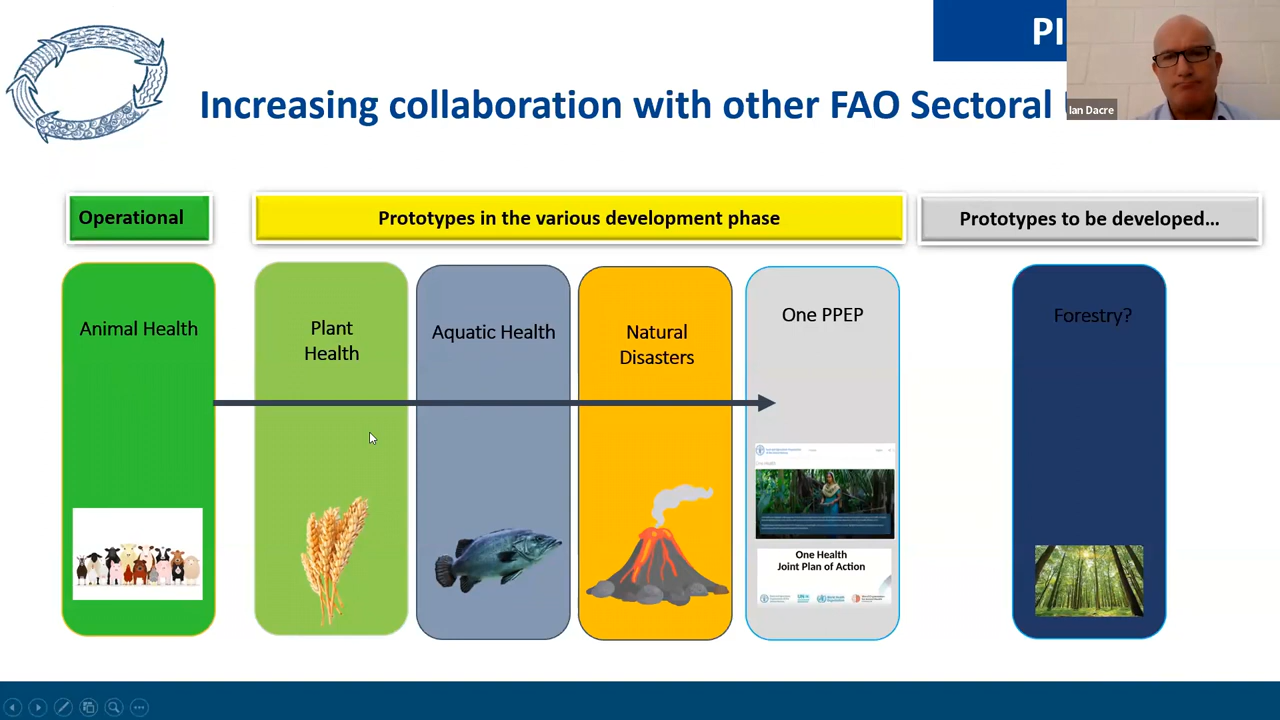 PI
Increasing collaboration with other FAO Sectoral
Ian Dacre
Operational
Prototypes in the various development phase
Prototypes to be developed...
Animal Health
Plant
Health
Aquatic Health
Natural
Disasters
One PPEP
Forestry?
One Health
Joint Plan of Action